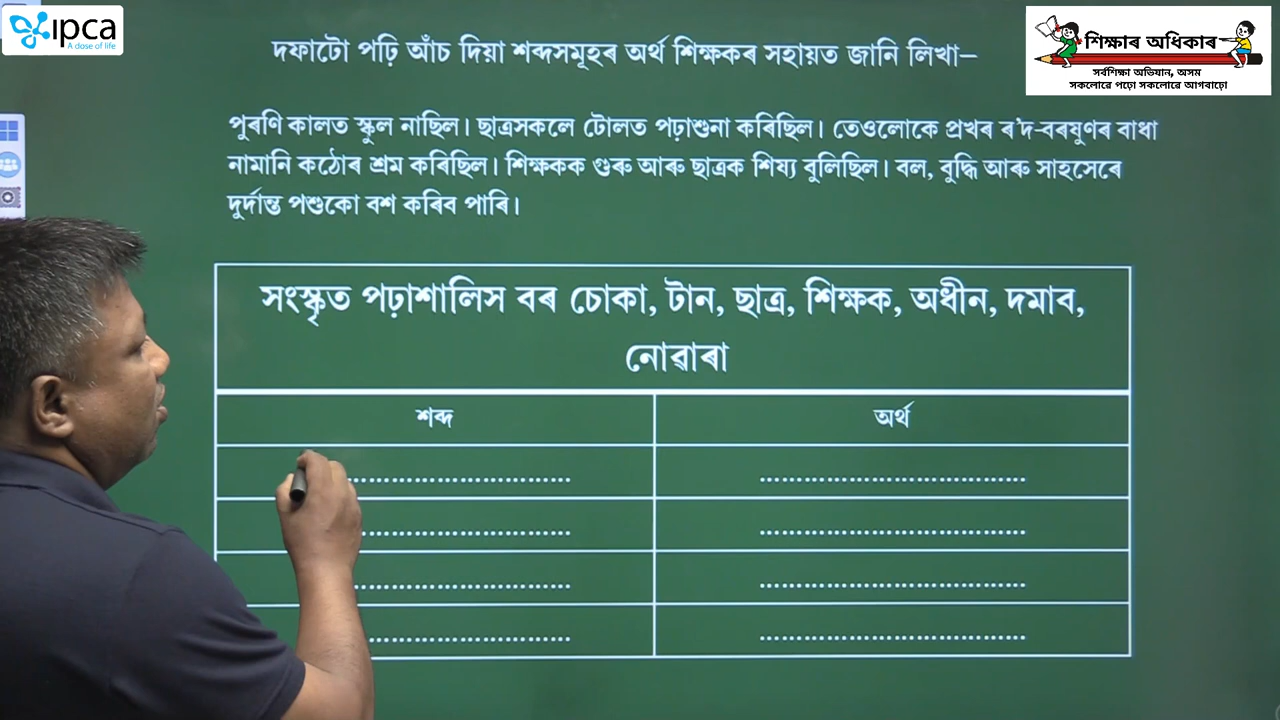 ipca
A dose of life
দফাটো পঢ়ি আঁচ দিয়া শব্দসমূহৰ অৰ্থ শিক্ষকৰ সহায়ত জানি লিখা–
শিক্ষাৰ অধিকাৰ
সৰ্বশিক্ষা অভিযান, অসম
সকলোৱে পঢ়ো সকলোৱে আগবাঢ়ো
পুৰণি কালত স্কুল নাছিল। ছাত্ৰসকলে টোলত পঢ়াশুনা কৰিছিল। তেওলোকে প্ৰখৰ ৰ'দ-বৰষুণৰ বাধা
নামানি কঠোৰ শ্ৰম কৰিছিল। শিক্ষকক গুৰু আৰু ছাত্ৰক শিয্য বুলিছিল। বল, বুদ্ধি আৰু সাহসেৰে
দুৰ্দান্ত পশুকো বশ কৰিব পাৰি।
সংস্কৃত পঢ়াশালিস বৰ চোকা, টান, ছাত্ৰ, শিক্ষক, অধীন, দমাব,
নোৱাৰা
শব্দ অৰ্থ